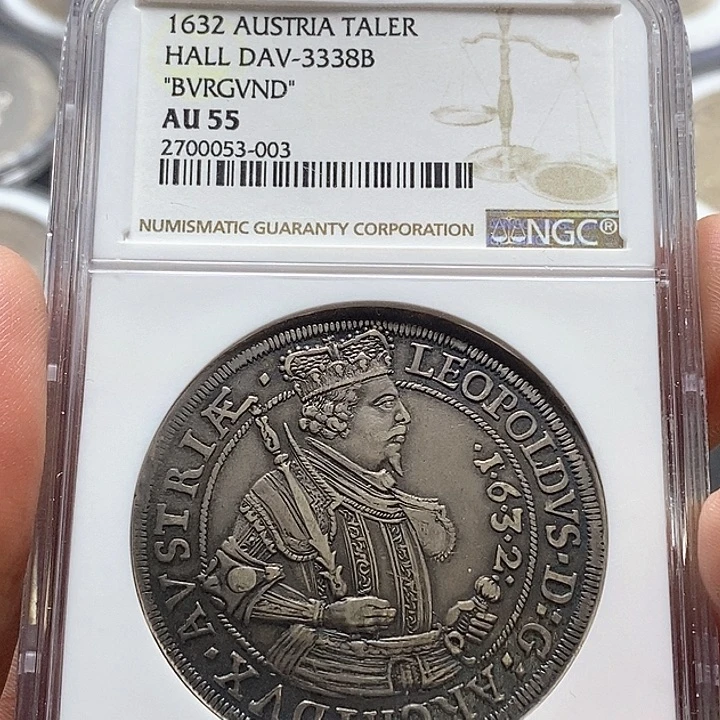 1632 AUSTRIA TALER
HALL DAV-3338B
"BVRGVND"
AU 55
2700053-003
NUMISMATIC GUARANTY CORPORATION NGC®
LEOPOLDVS·D:G·ARCHIDVX·AVSTRIÆ·
·1·6·3·2·